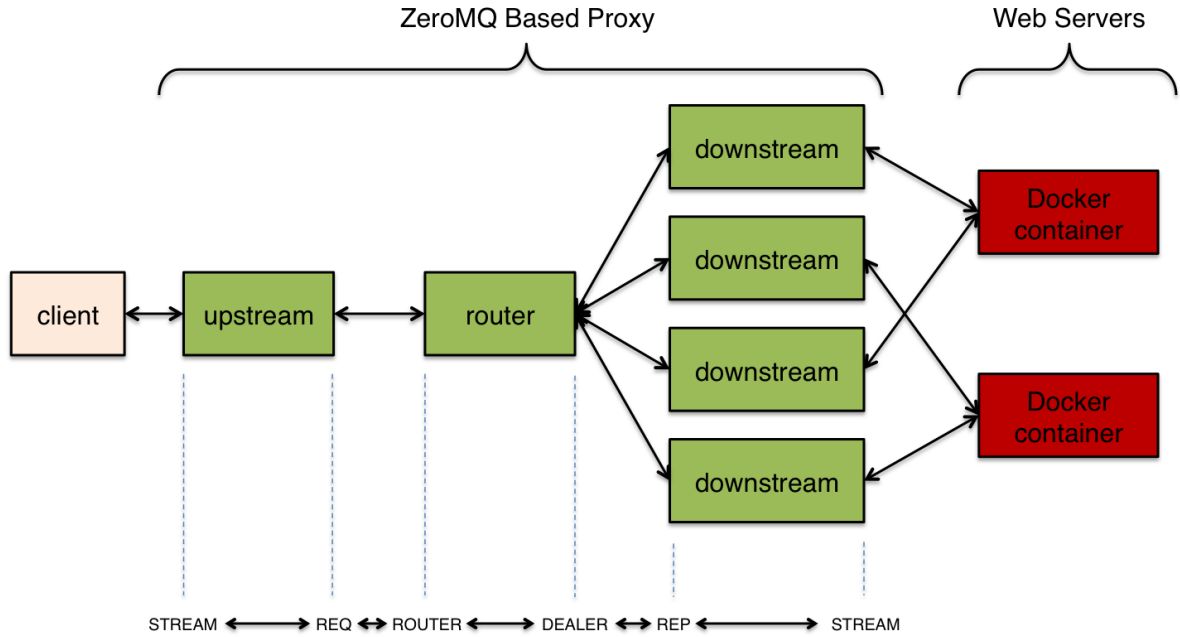 ZeroMQ Based Proxy
Web Servers
downstream
Docker
container
downstream
client
upstream
router
downstream
Docker
container
downstream
STREAM
REQ
ROUTER
DEALER
REP
STREAM